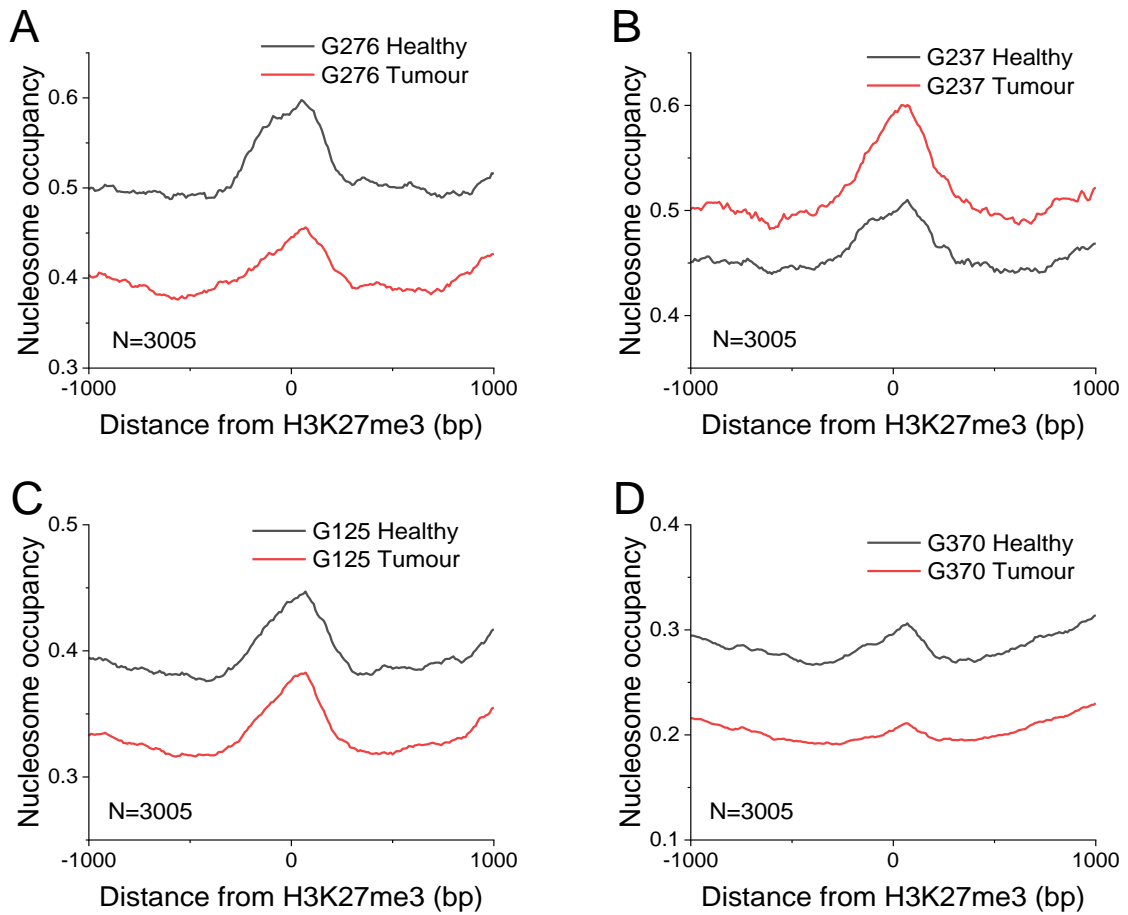 A
G276 Healthy
G276 Tumour
Nucleosome occupancy
0.6
0.5
0.4
0.3
N=3005
-1000
0
1000
Distance from H3K27me3 (bp)
B
G237 Healthy
G237 Tumour
Nucleosome occupancy
0.6
0.5
0.4
N=3005
-1000
0
1000
Distance from H3K27me3 (bp)
C
G125 Healthy
G125 Tumour
Nucleosome occupancy
0.5
0.4
0.3
N=3005
-1000
0
1000
Distance from H3K27me3 (bp)
D
G370 Healthy
G370 Tumour
Nucleosome occupancy
0.4
0.3
0.2
0.1
N=3005
-1000
0
1000
Distance from H3K27me3 (bp)